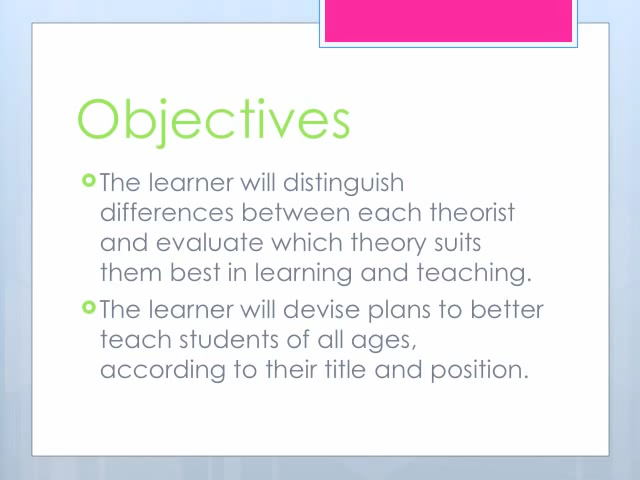 Objectives
The learner will distinguish
differences between each theorist
and evaluate which theory suits
them best in learning and teaching.
The learner will devise plans to better
teach students of all ages,
according to their title and position.